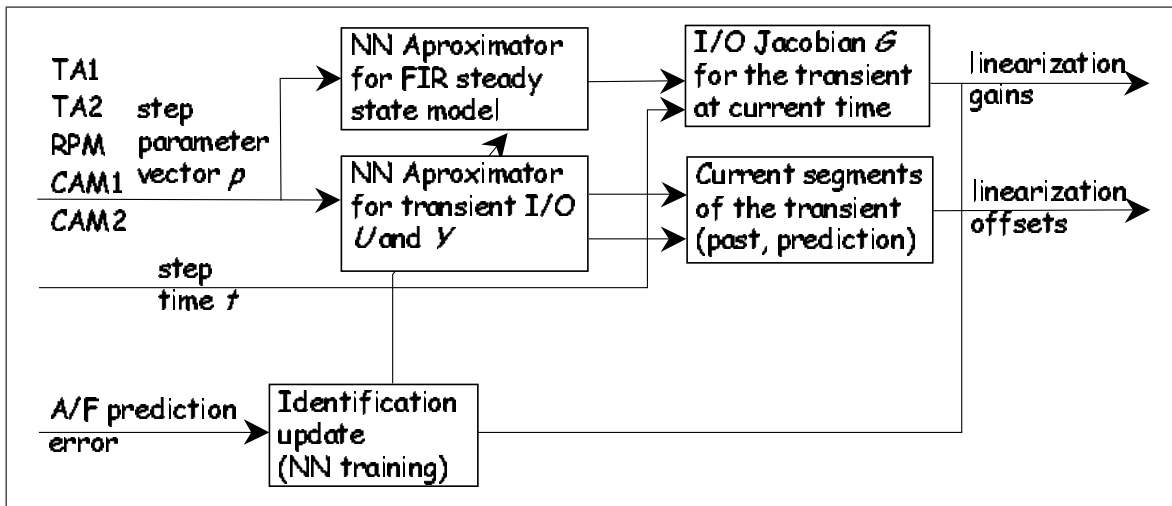 TA1
TA2
RPM
CAM1
CAM2
step
parameter
vector p
NN Aproximator
for FIR steady
state model
I/O Jacobian G
for the transient
at current time
linearization
gains
NN Aproximator
for transient I/O
U and Y
Current segments
of the transient
(past, prediction)
linearization
offsets
step
time t
A/F prediction
error
Identification
update
(NN training)